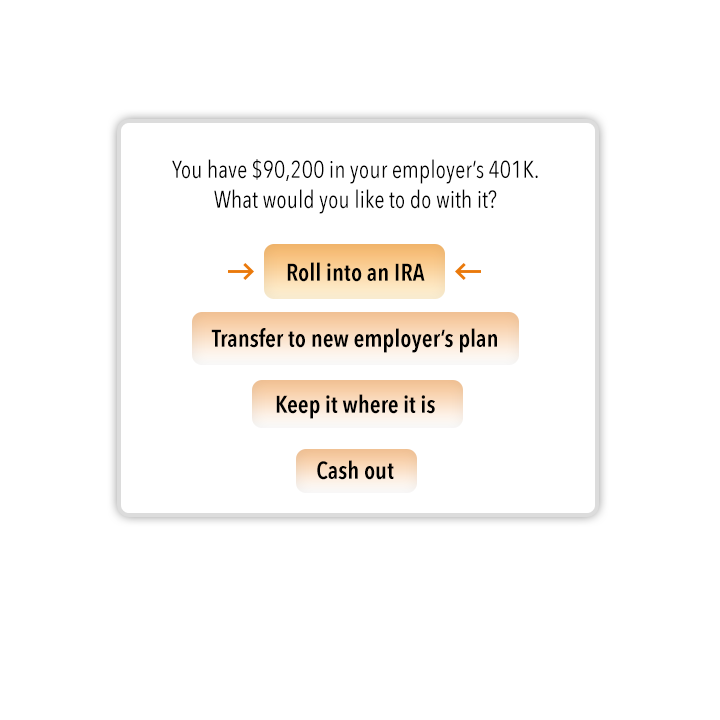 You have $90,200 in your employer’s 401K.
What would you like to do with it?
Roll into an IRA
Transfer to new employer’s plan
Keep it where it is
Cash out